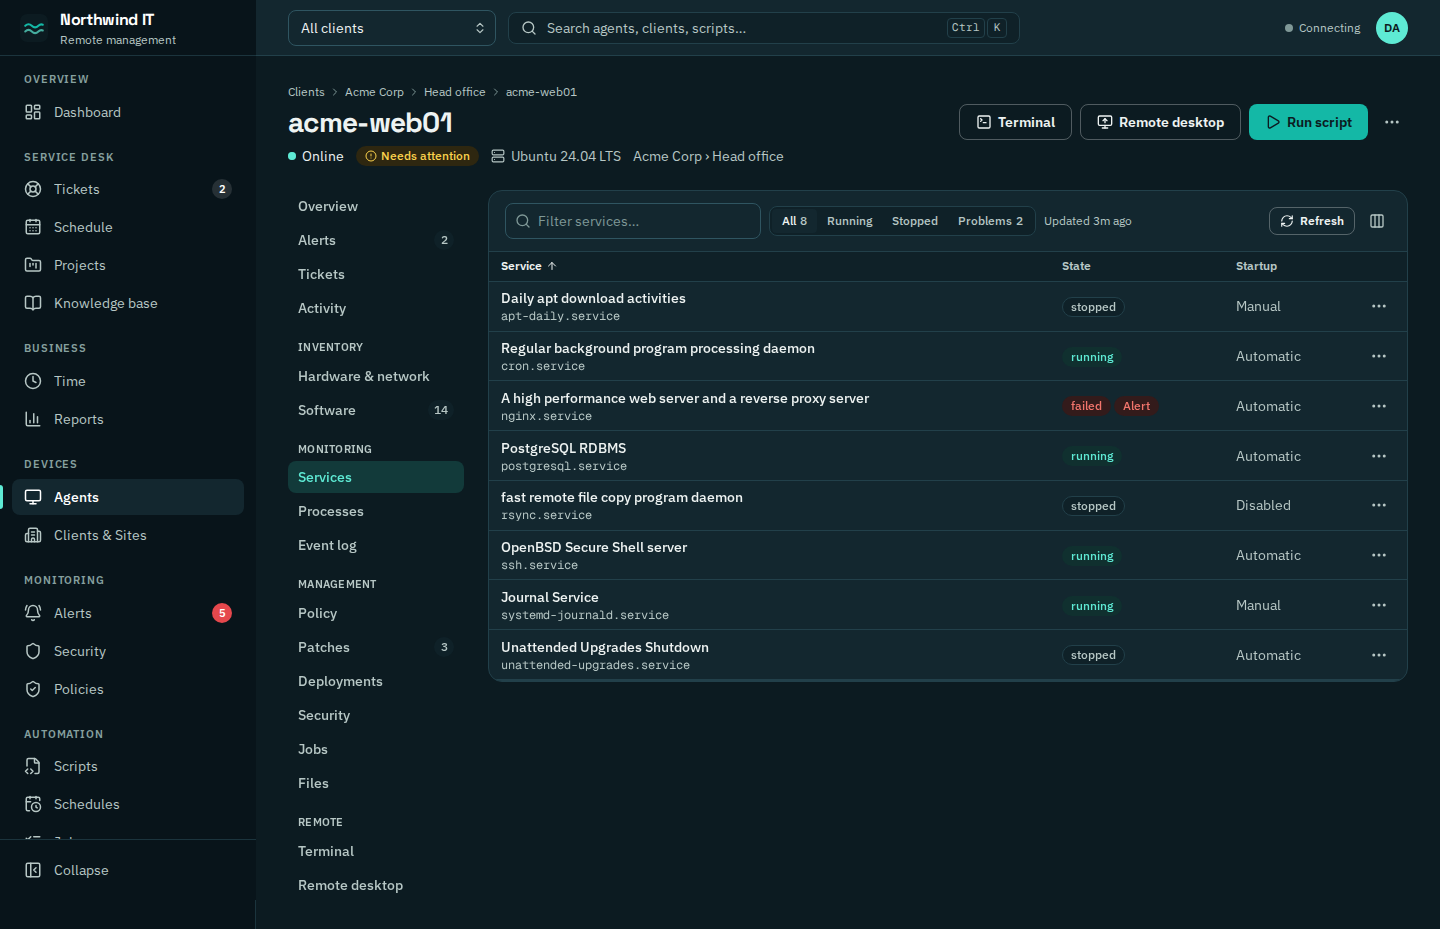 Northwind IT
Remote management
OVERVIEW
Dashboard
SERVICE DESK
Tickets 2
Schedule
Projects
Knowledge base
BUSINESS
Time
Reports
DEVICES
Agents
Clients & Sites
MONITORING
Alerts 5
Security
Policies
AUTOMATION
Scripts
Schedules
Collapse
All clients
Search agents, clients, scripts...
Ctrl K
Connecting
DA
Clients > Acme Corp > Head office > acme-web01
acme-web01
Online Needs attention Ubuntu 24.04 LTS Acme Corp › Head office
Terminal
Remote desktop
Run script
Overview
Alerts 2
Tickets
Activity
INVENTORY
Hardware & network
Software 14
MONITORING
Services
Processes
Event log
MANAGEMENT
Policy
Patches 3
Deployments
Security
Jobs
Files
REMOTE
Terminal
Remote desktop
Filter services...
All 8 Running Stopped Problems 2 Updated 3m ago
Refresh
Service ↑ State Startup
Daily apt download activities
apt-daily.service
stopped Manual
Regular background program processing daemon
cron.service
running Automatic
A high performance web server and a reverse proxy server
nginx.service
failed Alert Automatic
PostgreSQL RDBMS
postgresql.service
running Automatic
fast remote file copy program daemon
rsync.service
stopped Disabled
OpenBSD Secure Shell server
ssh.service
running Automatic
Journal Service
systemd-journald.service
running Manual
Unattended Upgrades Shutdown
unattended-upgrades.service
stopped Automatic